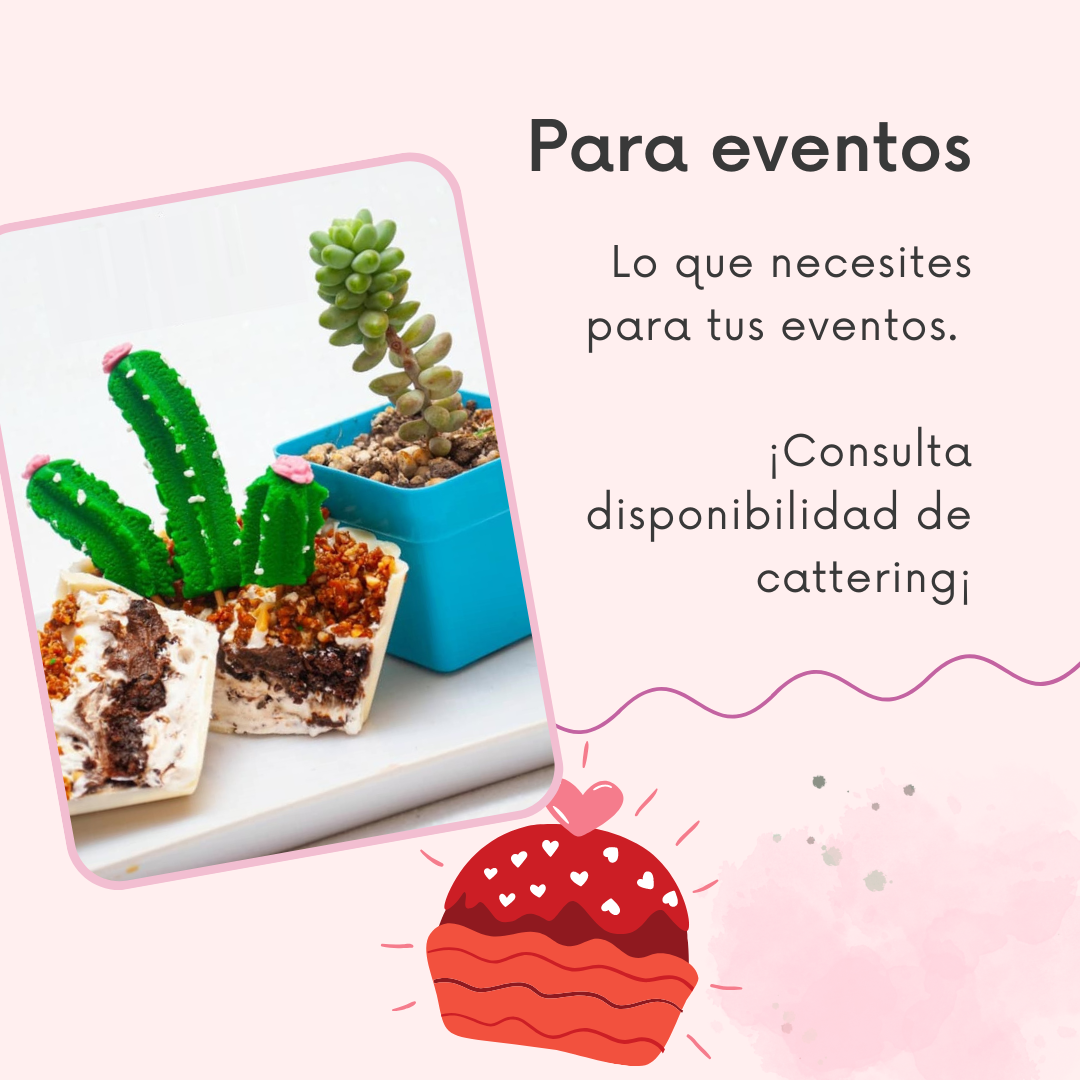 Para eventos
Lo que necesites
para tus eventos.
¡Consulta
disponibilidad de
cattering¡